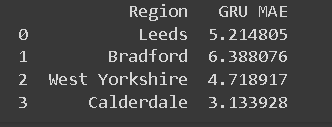 Region GRU MAE
0 Leeds 5.214805
1 Bradford 6.388076
2 West Yorkshire 4.718917
3 Calderdale 3.133928